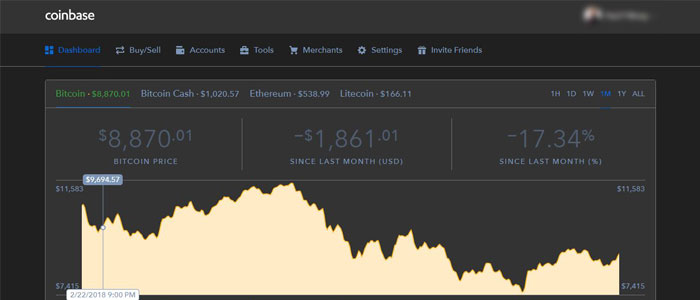 coinbase
Dashboard Buy/Sell Accounts Tools Merchants Settings Invite Friends
Bitcoin · $8,870.01 Bitcoin Cash · $1,020.57 Ethereum · $538.99 Litecoin · $166.11 1H 1D 1W 1M 1Y ALL
$8,870.01 −$1,861.01 −17.34%
BITCOIN PRICE SINCE LAST MONTH (USD) SINCE LAST MONTH (%)
$9,694.57
$11,583 $11,583
$7,415 $7,415
2/22/2018 9:00 PM